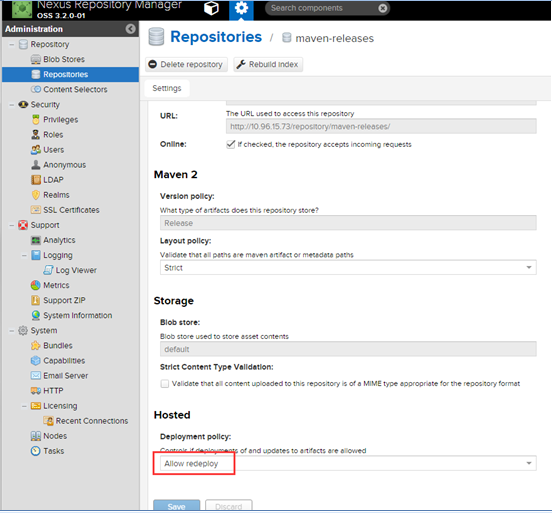 Nexus Repository Manager
OSS 3.2.0-01
Search components
Administration
Repository
Blob Stores
Repositories
Content Selectors
Security
Privileges
Roles
Users
Anonymous
LDAP
Realms
SSL Certificates
Support
Analytics
Logging
Log Viewer
Metrics
Support ZIP
System Information
System
Bundles
Capabilities
Email Server
HTTP
Licensing
Recent Connections
Nodes
Tasks
Repositories / maven-releases
Delete repository Rebuild index
Settings
URL: The URL used to access this repository
http://10.96.15.73/repository/maven-releases/
Online: If checked, the repository accepts incoming requests
Maven 2
Version policy:
What type of artifacts does this repository store?
Release
Layout policy:
Validate that all paths are maven artifact or metadata paths
Strict
Storage
Blob store:
Blob store used to store asset contents
default
Strict Content Type Validation:
Validate that all content uploaded to this repository is of a MIME type appropriate for the repository format
Hosted
Deployment policy:
Controls if deployments of and updates to artifacts are allowed
Allow redeploy
Save Discard